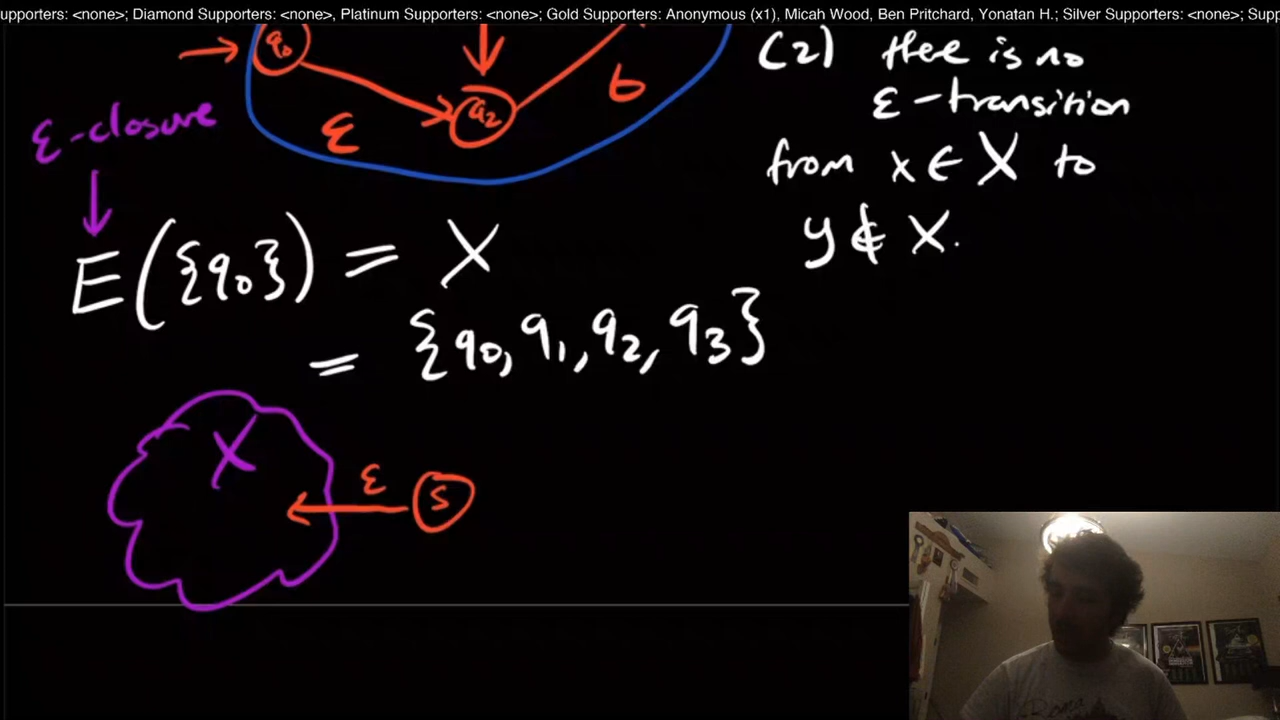 upporters: <none>; Diamond Supporters: <none>, Platinum Supporters: <none>; Gold Supporters: Anonymous (x1), Micah Wood, Ben Pritchard, Yonatan H.; Silver Supporters: <none>; Supp
q0
ε
q2
b
ε-closure
E({q0}) = X
= {q0, q1, q2, q3}
X
ε
S
(2) there is no
ε-transition
from x ∈ X to
y ∉ X.